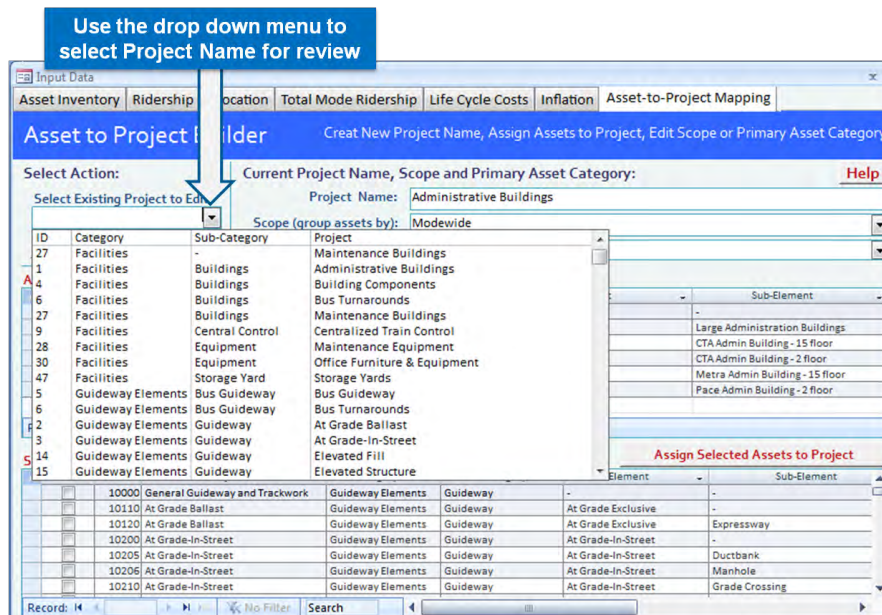 Use the drop down menu to
select Project Name for review
Input Data
Asset Inventory Ridership Total Mode Ridership Life Cycle Costs Inflation Asset-to-Project Mapping
Asset to Project Creat New Project Name, Assign Assets to Project, Edit Scope or Primary Asset Category
Select Action: Current Project Name, Scope and Primary Asset Category: Help
Select Existing Project to Project Name: Administrative Buildings
Scope (group assets by): Modewide
ID Category Sub-Category Project
27 Facilities - Maintenance Buildings
1 Facilities Buildings Administrative Buildings
4 Facilities Buildings Building Components
6 Facilities Buildings Bus Turnarounds
27 Facilities Buildings Maintenance Buildings
9 Facilities Central Control Centralized Train Control
28 Facilities Equipment Maintenance Equipment
30 Facilities Equipment Office Furniture & Equipment
47 Facilities Storage Yard Storage Yards
5 Guideway Elements Bus Guideway Bus Guideway
6 Guideway Elements Bus Guideway Bus Turnarounds
2 Guideway Elements Guideway At Grade Ballast
3 Guideway Elements Guideway At Grade-In-Street
14 Guideway Elements Guideway Elevated Fill
15 Guideway Elements Guideway Elevated Structure
Sub-Element
-
Large Administration Buildings
CTA Admin Building - 15 floor
CTA Admin Building - 2 floor
Metra Admin Building - 15 floor
Pace Admin Building - 2 floor
Assign Selected Assets to Project
Element Sub-Element
10000 General Guideway and Trackwork Guideway Elements Guideway - -
10110 At Grade Ballast Guideway Elements Guideway At Grade Exclusive -
10120 At Grade Ballast Guideway Elements Guideway At Grade Exclusive Expressway
10200 At Grade-In-Street Guideway Elements Guideway At Grade-In-Street -
10205 At Grade-In-Street Guideway Elements Guideway At Grade-In-Street Ductbank
10206 At Grade-In-Street Guideway Elements Guideway At Grade-In-Street Manhole
10210 At Grade-In-Street Guideway Elements Guideway At Grade-In-Street Grade Crossing
Record: No Filter Search